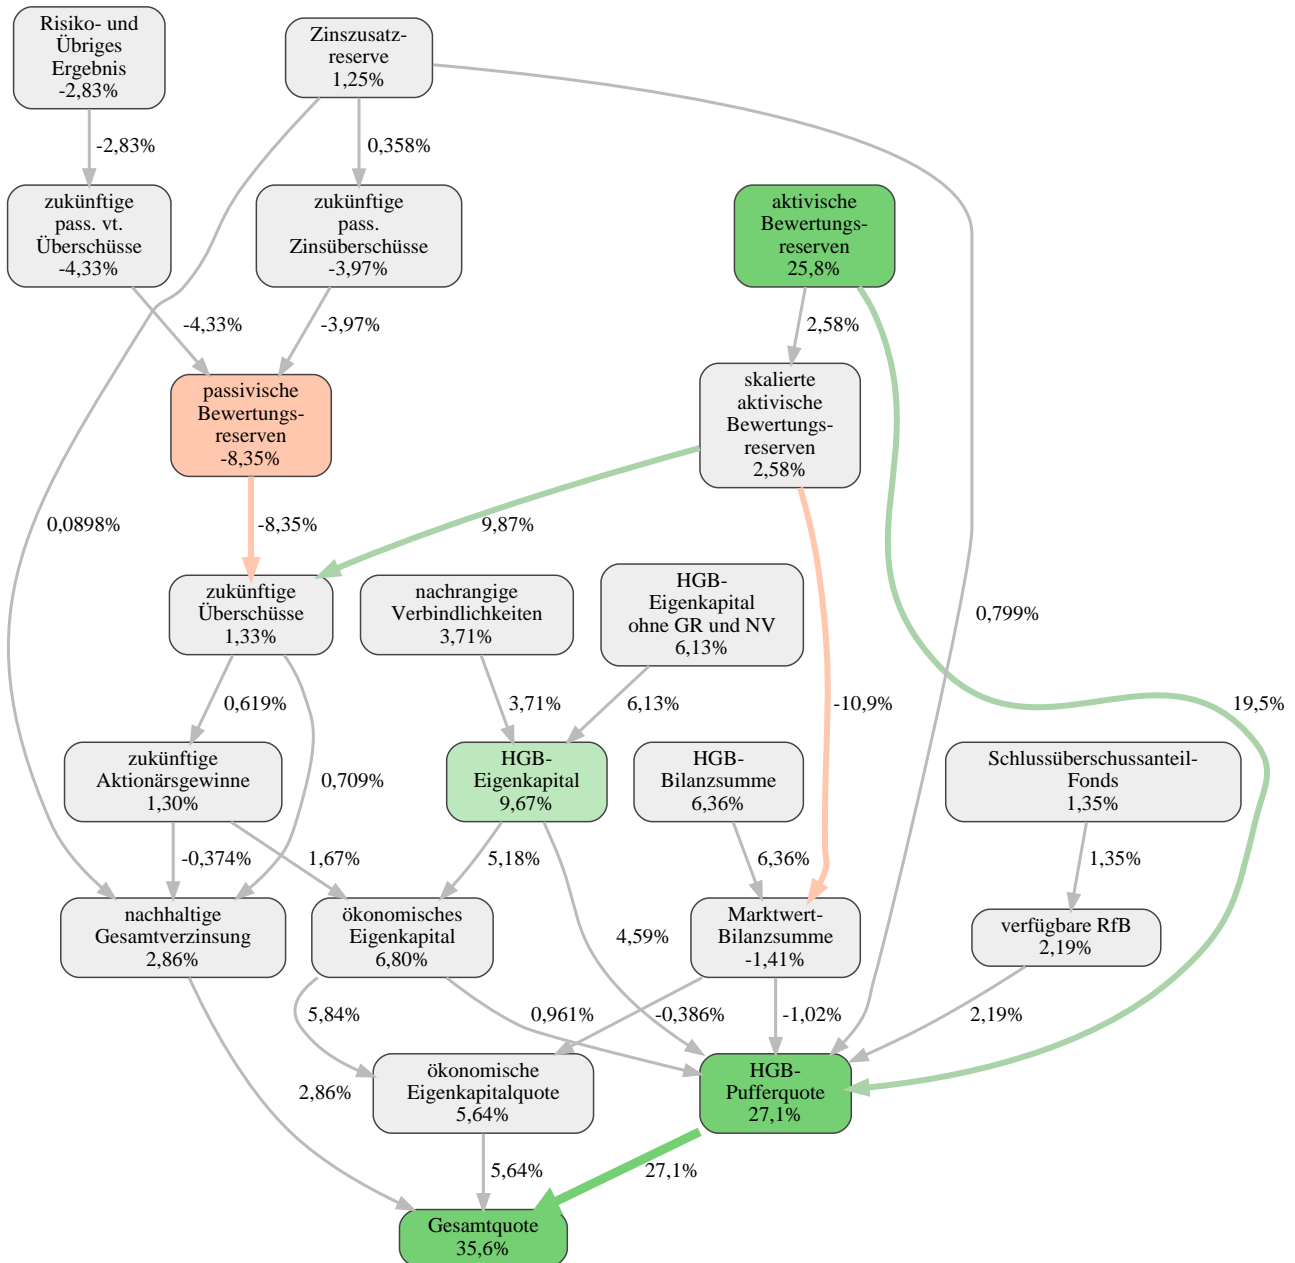 Risiko- und
Übriges
Ergebnis
-2,83%
Zinszusatz-
reserve
1,25%
-2,83%
0,358%
zukünftige
pass. vt.
Überschüsse
-4,33%
zukünftige
pass.
Zinsüberschüsse
-3,97%
aktivische
Bewertungs-
reserven
25,8%
-4,33%
-3,97%
2,58%
passivische
Bewertungs-
reserven
-8,35%
skalierte
aktivische
Bewertungs-
reserven
2,58%
0,0898%
-8,35%
9,87%
zukünftige
Überschüsse
1,33%
nachrangige
Verbindlichkeiten
3,71%
HGB-
Eigenkapital
ohne GR und NV
6,13%
0,799%
0,619%
3,71%
6,13%
-10,9%
19,5%
zukünftige
Aktionärsgewinne
1,30%
0,709%
HGB-
Eigenkapital
9,67%
HGB-
Bilanzsumme
6,36%
Schlussüberschussanteil-
Fonds
1,35%
-0,374%
1,67%
5,18%
6,36%
1,35%
nachhaltige
Gesamtverzinsung
2,86%
ökonomisches
Eigenkapital
6,80%
4,59%
Marktwert-
Bilanzsumme
-1,41%
verfügbare RfB
2,19%
5,84%
0,961%
-0,386%
-1,02%
2,19%
2,86%
ökonomische
Eigenkapitalquote
5,64%
HGB-
Pufferquote
27,1%
5,64%
27,1%
Gesamtquote
35,6%